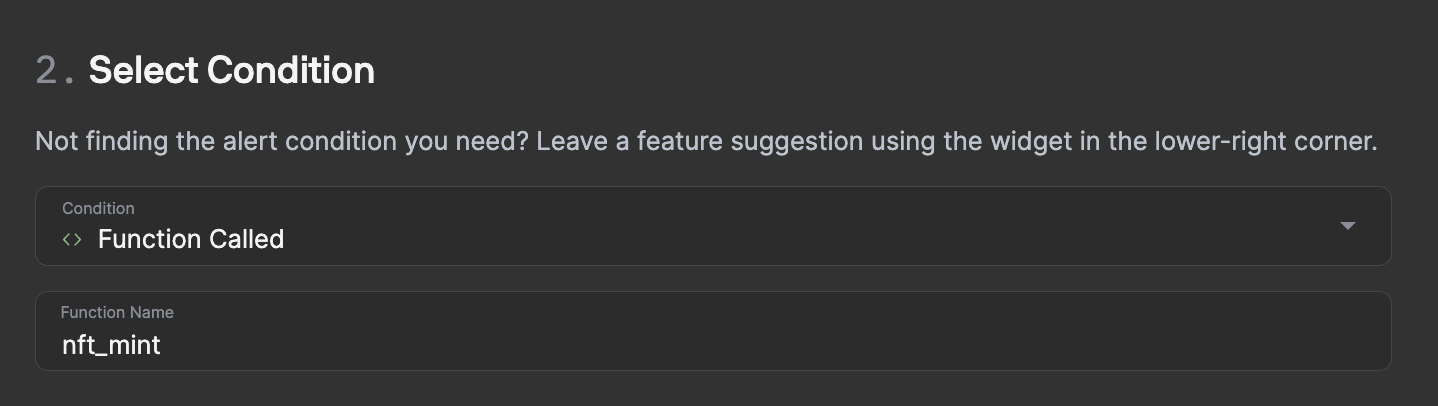 2. Select Condition
Not finding the alert condition you need? Leave a feature suggestion using the widget in the lower-right corner.
Condition
<> Function Called
Function Name
nft_mint